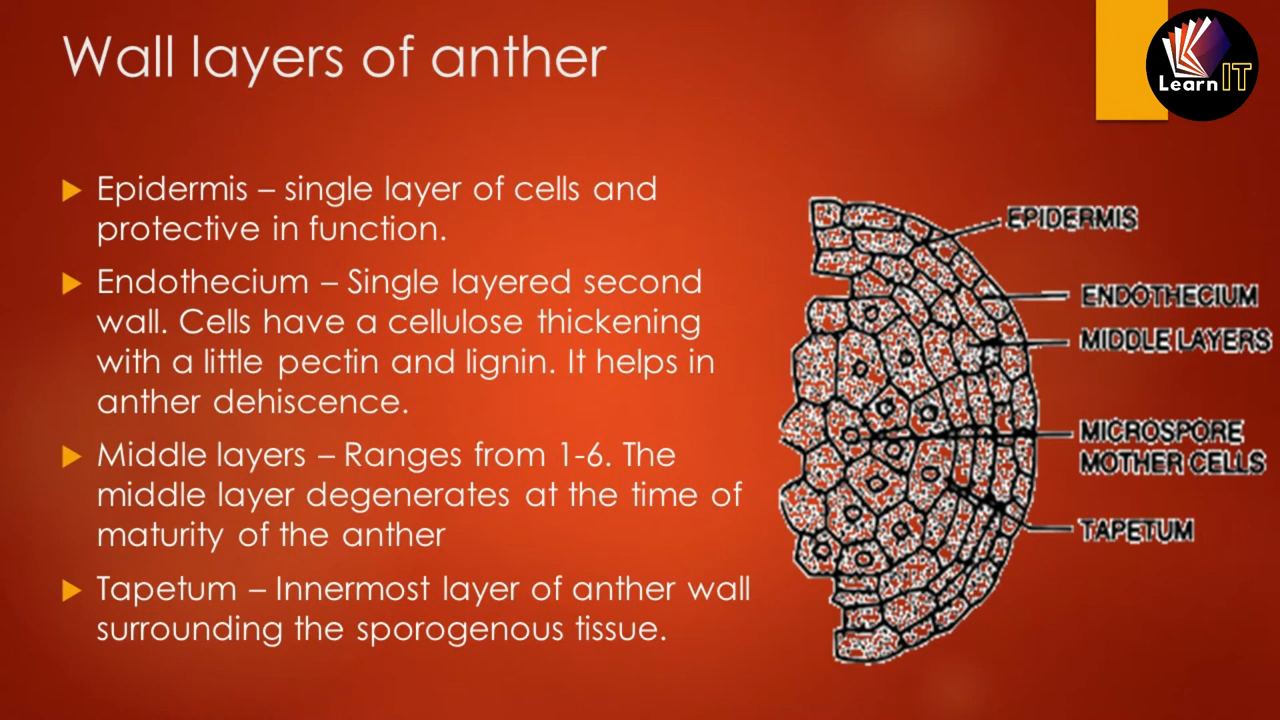 Wall layers of anther
Learn IT
Epidermis – single layer of cells and
protective in function.
Endothecium – Single layered second
wall. Cells have a cellulose thickening
with a little pectin and lignin. It helps in
anther dehiscence.
Middle layers – Ranges from 1-6. The
middle layer degenerates at the time of
maturity of the anther
Tapetum – Innermost layer of anther wall
surrounding the sporogenous tissue.
EPIDERMIS
ENDOTHECIUM
MIDDLE LAYERS
MICROSPORE
MOTHER CELLS
TAPETUM